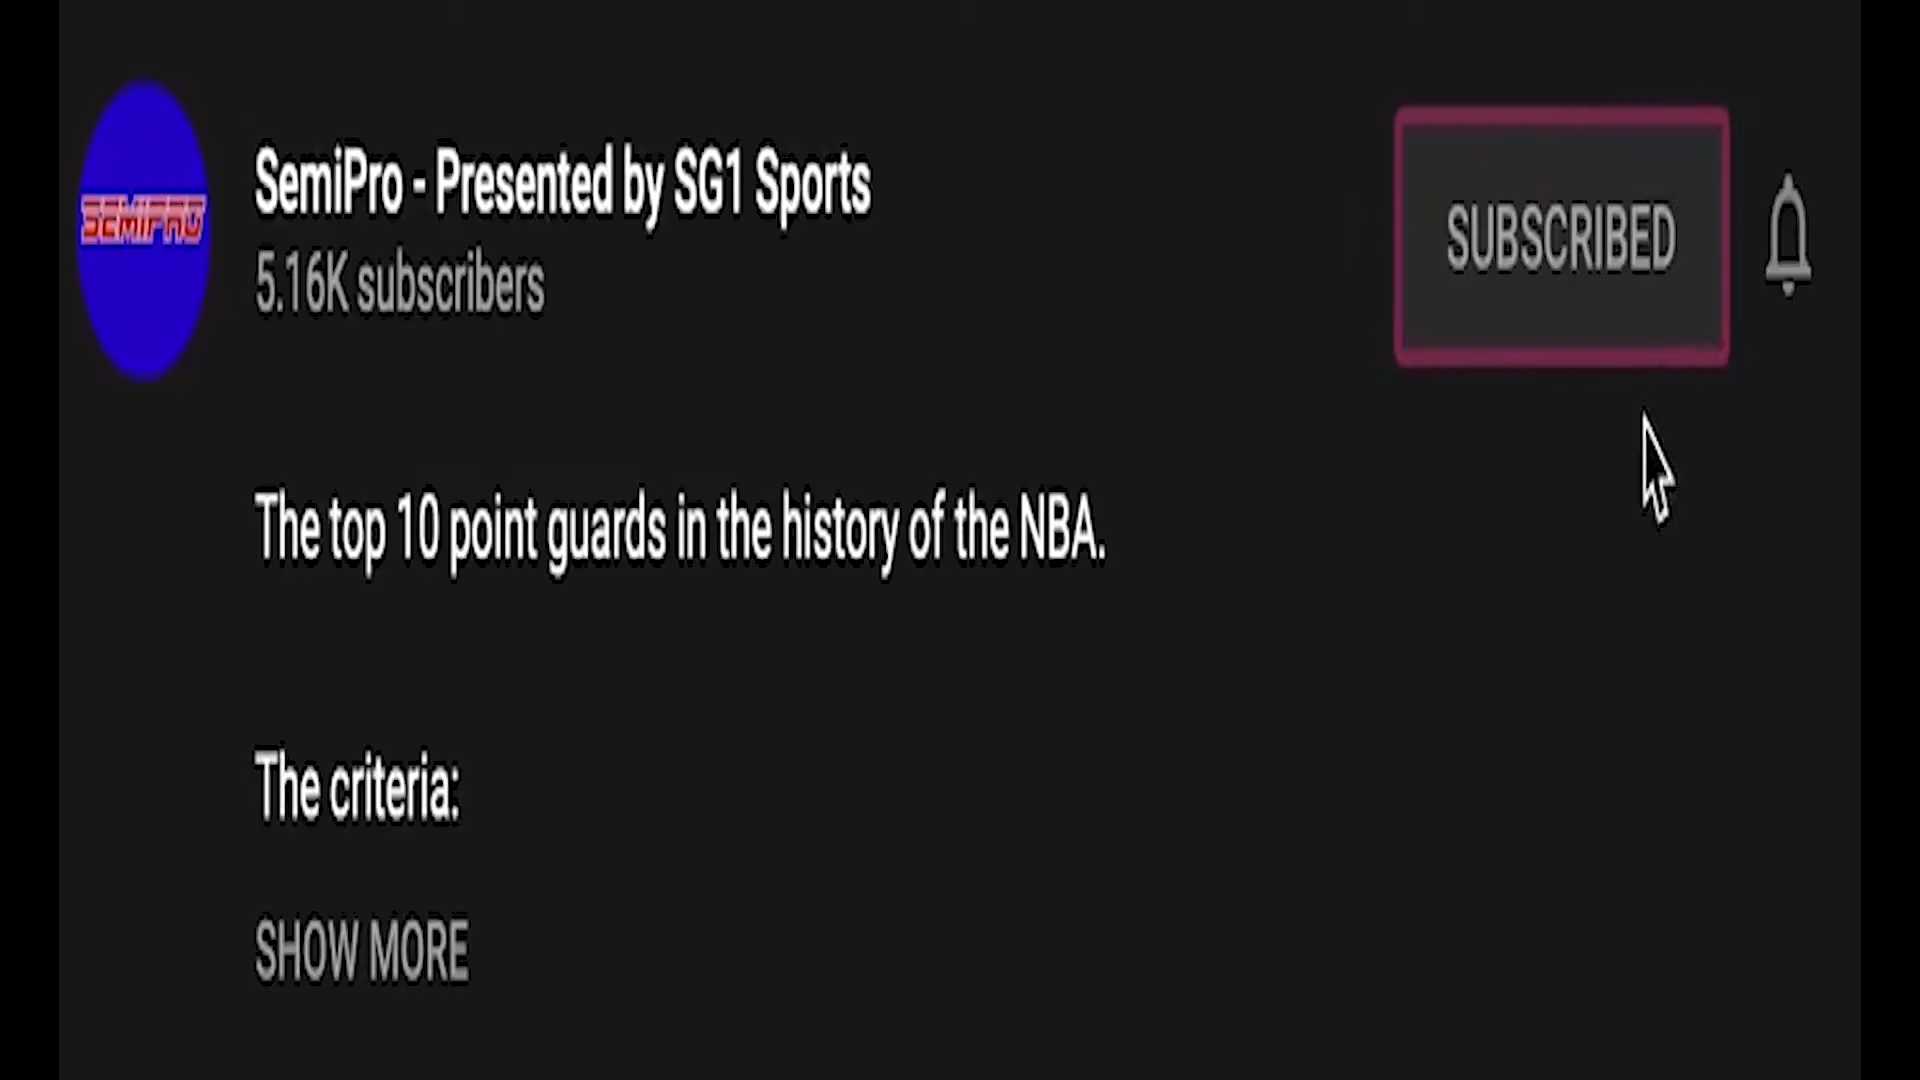 SEMIPRO
SemiPro - Presented by SG1 Sports
5.16K subscribers
SUBSCRIBED
The top 10 point guards in the history of the NBA.
The criteria:
SHOW MORE